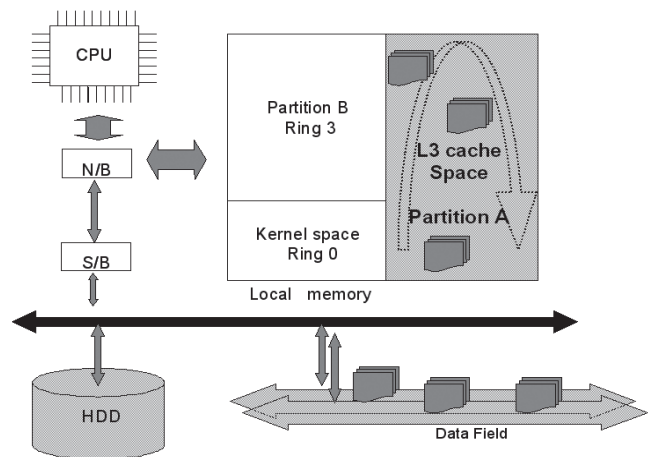 CPU
N/B
S/B
Partition B
Ring 3
Kernel space
Ring 0
L3 cache
Space
Partition A
Local memory
HDD
Data Field